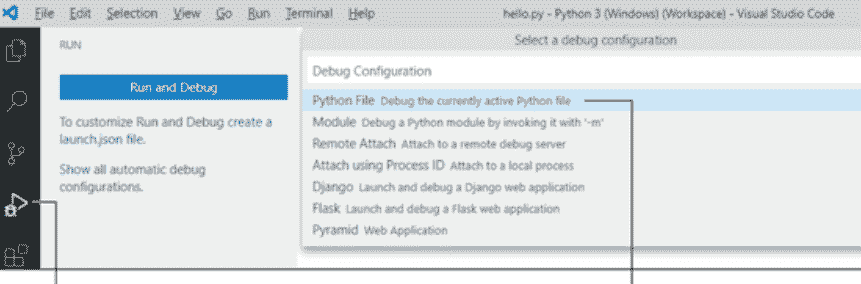 File Edit Selection View Go Run Terminal Help hello.py - Python 3 (Windows) (Workspace) - Visual Studio Code
Select a debug configuration
RUN
Debug Configuration
Run and Debug
Python File Debug the currently active Python file
To customize Run and Debug create a
launch.json file.
Module Debug a Python module by invoking it with '-m'
Remote Attach Attach to a remote debug server
Show all automatic debug
configurations.
Attach using Process ID Attach to a local process
Django Launch and debug a Django web application
Flask Launch and debug a Flask web application
Pyramid Web Application